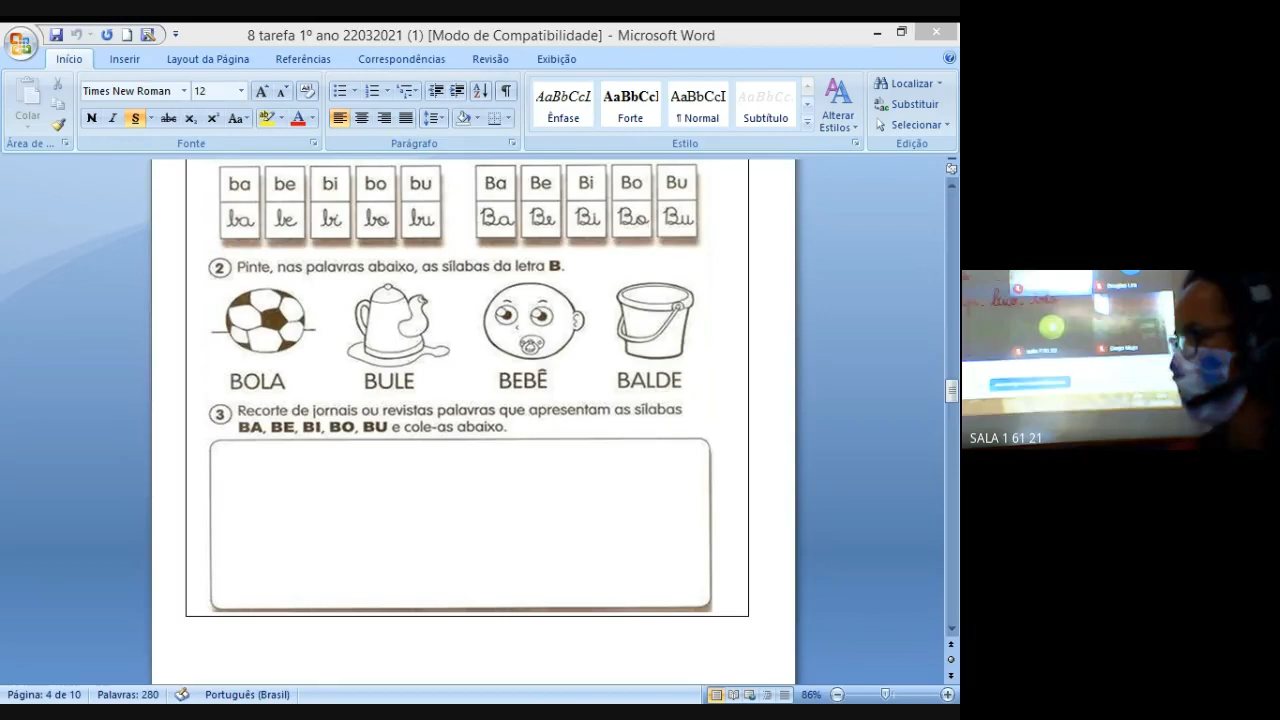 8 tarefa 1º ano 22032021 (1) [Modo de Compatibilidade] - Microsoft Word
Início Inserir Layout da Página Referências Correspondências Revisão Exibição
Times New Roman 12
Colar
N I S abc x₂ x² Aa A
AaBbCcI AaBbCcI AaBbCcI AaBbCc.
Ênfase Forte ¶ Normal Subtítulo
Alterar
Estilos
Localizar
Substituir
Selecionar
Área de ... Fonte Parágrafo Estilo Edição
ba be bi bo bu Ba Be Bi Bo Bu
ba be bi bo bu Ba Be Bi Bo Bu
2 Pinte, nas palavras abaixo, as sílabas da letra B.
BOLA BULE BEBÊ BALDE
3 Recorte de jornais ou revistas palavras que apresentam as sílabas
BA, BE, BI, BO, BU e cole-as abaixo.
SALA 1 61 21
Página: 4 de 10 Palavras: 280 Português (Brasil) 86%